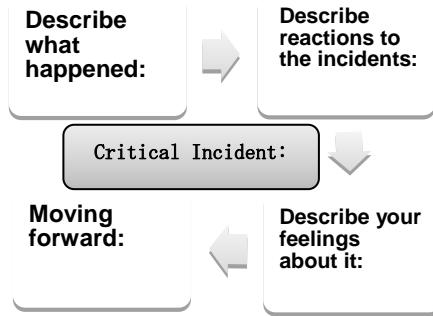 Describe
what
happened:
Describe
reactions to
the incidents:
Critical Incident:
Moving
forward:
Describe your
feelings
about it: